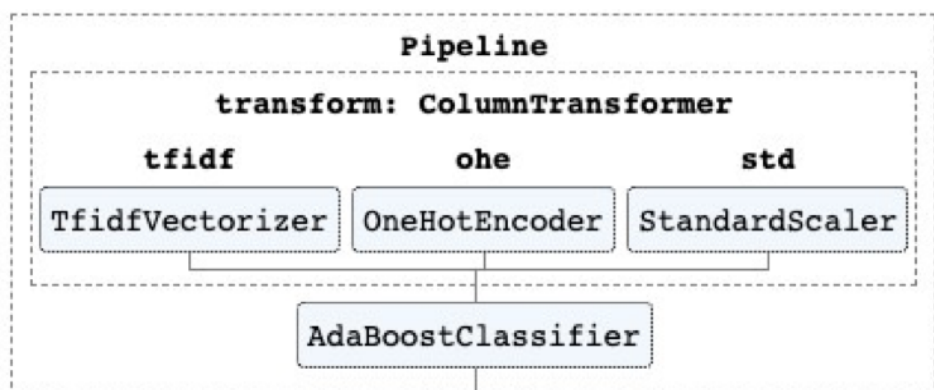 Pipeline
transform: ColumnTransformer
tfidf ohe std
TfidfVectorizer OneHotEncoder StandardScaler
AdaBoostClassifier